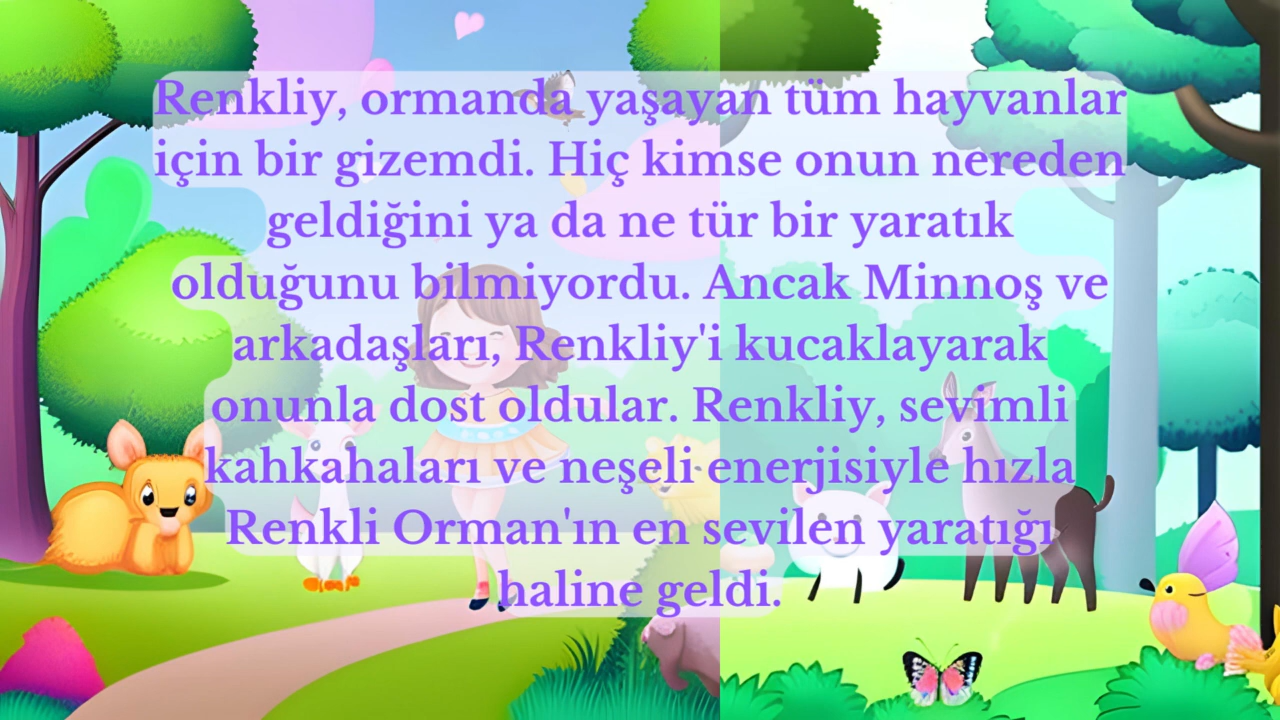 Renkliy, ormanda yaşayan tüm hayvanlar
için bir gizemdi. Hiç kimse onun nereden
geldiğini ya da ne tür bir yaratık
olduğunu bilmiyordu. Ancak Minnoş ve
arkadaşları, Renkliy'i kucaklayarak
onunla dost oldular. Renkliy, sevimli
kahkahaları ve neşeli enerjisiyle hızla
Renkli Orman'ın en sevilen yaratığı
haline geldi.